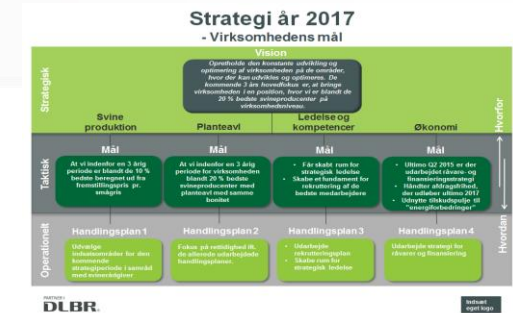 Strategi år 2017
- Virksomhedens mål
Vision
Opretholde den konstante udvikling og
optimering af virksomheden på de områder,
hvor der kan udvikles og optimeres. De
kommende 3 års hovedfokus er, at bringe
virksomheden i en position, hvor vi er blandt de
20 % bedste svineproducenter på
virksomhedsniveau.
Strategisk
Hvorfor
Svine
produktion
Planteavl
Ledelse og
kompetencer
Økonomi
Taktisk
Mål
At vi indenfor en 3 årig
periode er blandt de 10 %
bedste beregnet ud fra
fremstillingspris pr.
smågris
Mål
At vi indenfor en 3 årig
periode for virksomheden
blandt 20 % bedste
svineproducenter med
planteavl med samme
bonitet
Mål
• Får skabt rum for
strategisk ledelse
• Skabe et fundament for
rekruttering af de
bedste medarbejdere
Mål
• Ultimo Q2 2015 er der
udarbejdet råvare- og
finansieringsstrategi
• Håndter afdragsfrihed,
der udløber ultimo 2017
• Udnytte tilskudspulje til
"energiforbedringer"
Hvordan
Operationelt
Handlingsplan 1
Udvælge
indsatsområder for den
kommende
strategiperiode i samråd
med svinerådgiver
Handlingsplan 2
Fokus på rettidighed ift.
de allerede udarbejdede
handlingsplaner.
Handlingsplan 3
• Udarbejde
rekrutteringsplan
• Skabe rum for
strategisk ledelse
Handlingsplan 4
Udarbejde strategi for
råvarer og finansiering
PARTNER I
DLBR.
Indsæt
eget logo